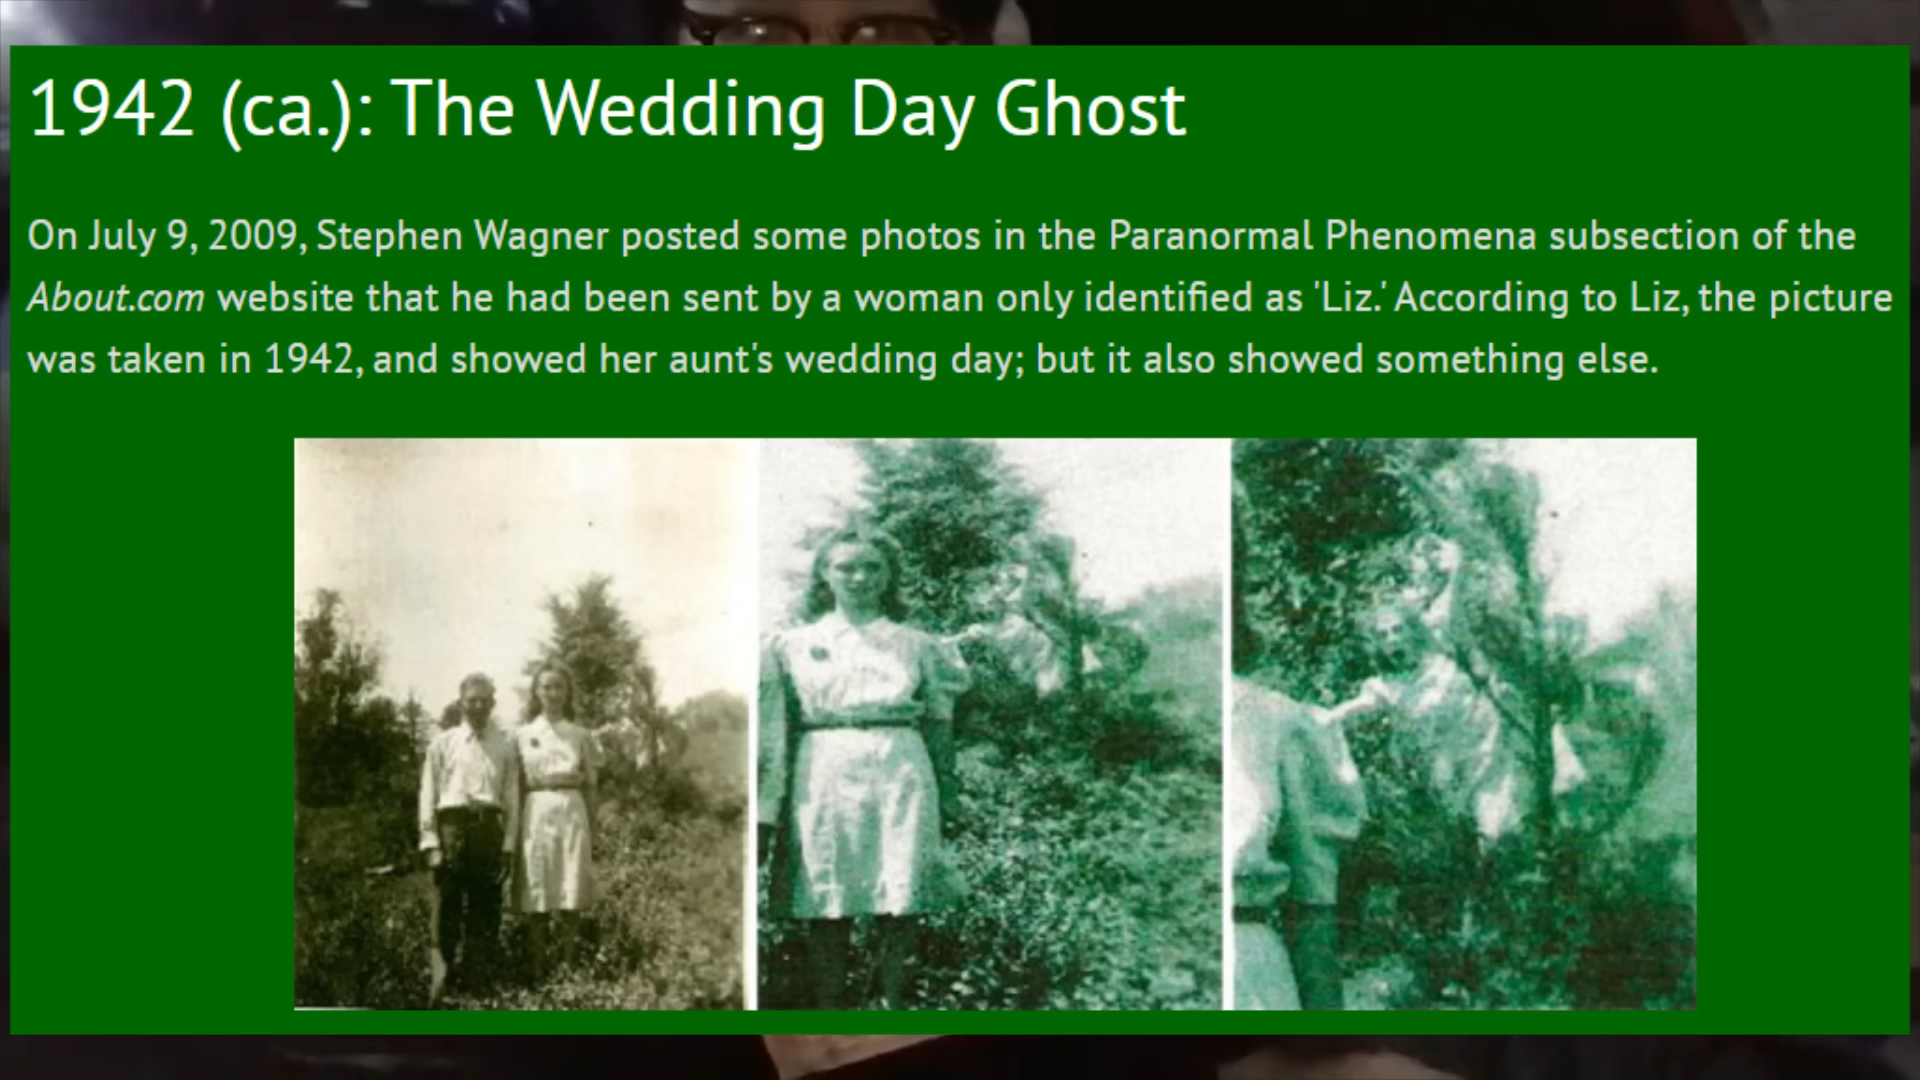 1942 (ca.): The Wedding Day Ghost
On July 9, 2009, Stephen Wagner posted some photos in the Paranormal Phenomena subsection of the
About.com website that he had been sent by a woman only identified as 'Liz.' According to Liz, the picture
was taken in 1942, and showed her aunt's wedding day; but it also showed something else.